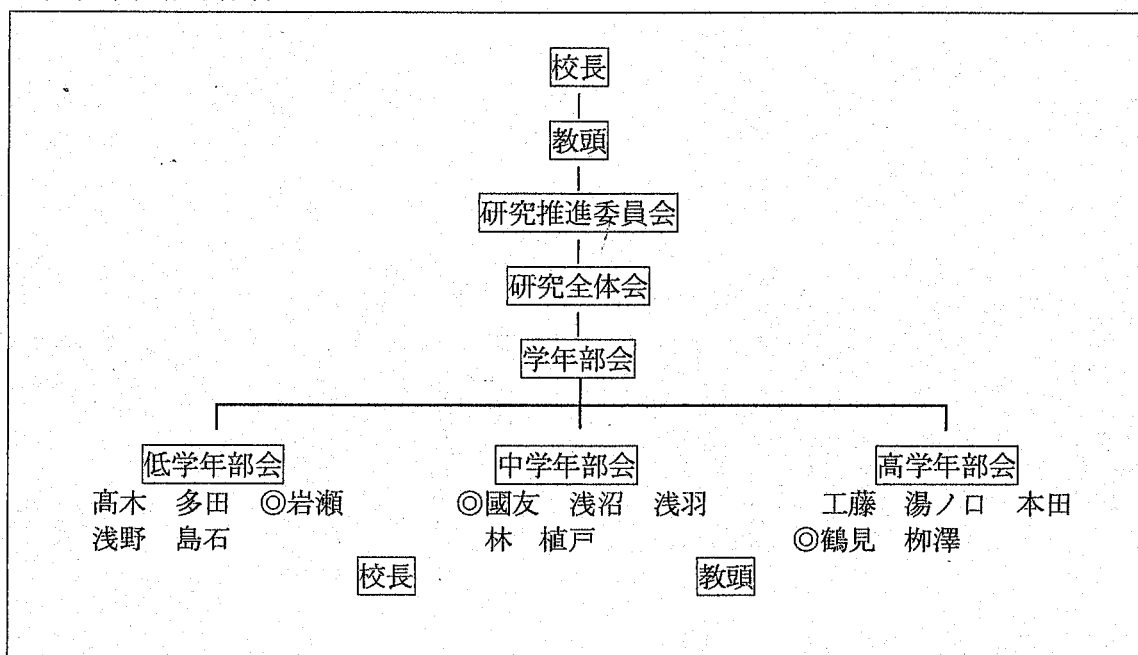 校長
教頭
研究推進委員会
研究全体会
学年部会
低学年部会 中学年部会 高学年部会
髙木 多田 ◎岩瀬 ◎國友 浅沼 浅羽 工藤 湯ノ口 本田
浅野 島石 林 植戸 ◎鶴見 柳澤
校長 教頭